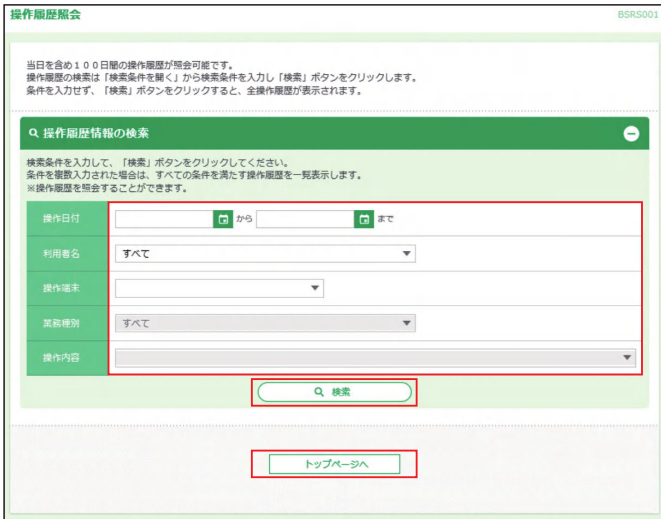 操作履歴照会
BSRS001
当日を含め１００日間の操作履歴が照会可能です。
操作履歴の検索は「検索条件を開く」から検索条件を入力し「検索」ボタンをクリックします。
条件を入力せず、「検索」ボタンをクリックすると、全操作履歴が表示されます。
操作履歴情報の検索
検索条件を入力して、「検索」ボタンをクリックしてください。
条件を複数入力された場合は、すべての条件を満たす操作履歴を一覧表示します。
※操作履歴を照会することができます。
操作日付 から まで
利用者名 すべて
操作端末
業務種別 すべて
操作内容
検索
トップページへ